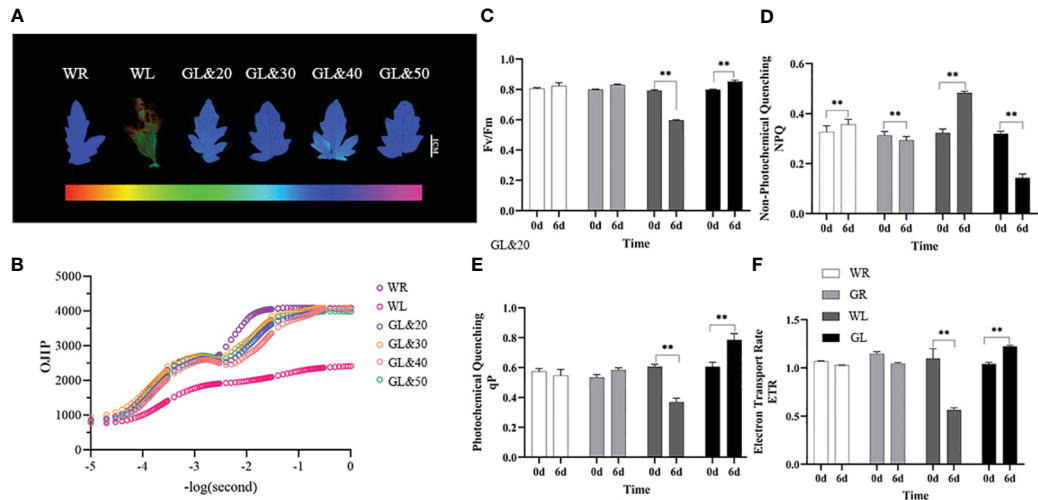 A
WR WL GL&20 GL&30 GL&40 GL&50
1CM
B
OJIP
5000
4000
3000
2000
1000
0
-5 -4 -3 -2 -1 0
-log(second)
WR
WL
GL&20
GL&30
GL&40
GL&50
C
Fv/Fm
1.0
0.8
0.6
0.4
0.2
0.0
** **
0d 6d 0d 6d 0d 6d 0d 6d
Time
GL&20
D
Non-Photochemical Quenching
NPQ
0.6
0.4
0.2
0.0
** ** ** **
0d 6d 0d 6d 0d 6d 0d 6d
Time
E
Photochemical Quenching
qP
1.0
0.8
0.6
0.4
0.2
0.0
** **
0d 6d 0d 6d 0d 6d 0d 6d
Time
F
WR
GR
WL
GL
Electron Transport Rate
ETR
1.5
1.0
0.5
0.0
** **
0d 6d 0d 6d 0d 6d 0d 6d
Time